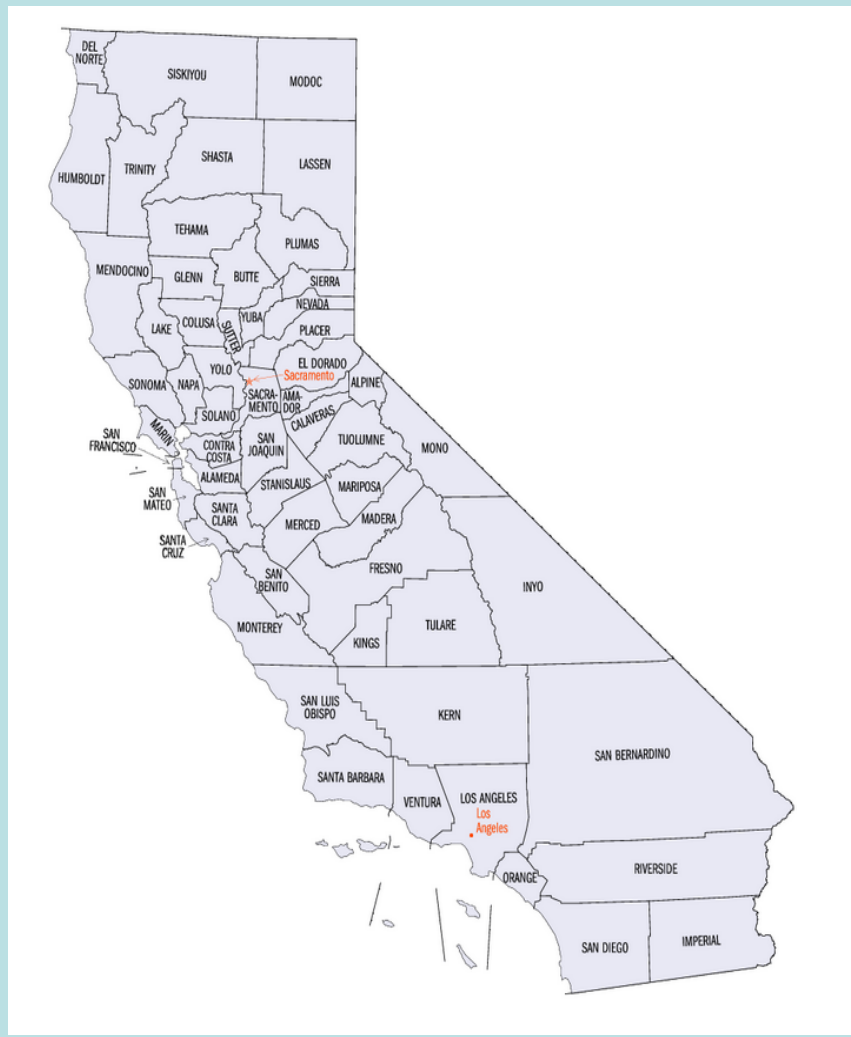 DEL
NORTE
SISKIYOU
MODOC
HUMBOLDT
TRINITY
SHASTA
LASSEN
TEHAMA
PLUMAS
MENDOCINO
GLENN
BUTTE
SIERRA
NEVADA
LAKE
COLUSA
SUTTER
YUBA
PLACER
SONOMA
NAPA
YOLO
EL DORADO
Sacramento
ALPINE
SACRA-
MENTO
AMA-
DOR
SOLANO
MARIN
CALAVERAS
SAN
FRANCISCO
CONTRA
COSTA
SAN
JOAQUIN
TUOLUMNE
MONO
ALAMEDA
STANISLAUS
MARIPOSA
SAN
MATEO
SANTA
CLARA
MERCED
MADERA
SANTA
CRUZ
SAN
BENITO
FRESNO
INYO
MONTEREY
KINGS
TULARE
SAN LUIS
OBISPO
KERN
SAN BERNARDINO
SANTA BARBARA
VENTURA
LOS ANGELES
Los
Angeles
ORANGE
RIVERSIDE
SAN DIEGO
IMPERIAL